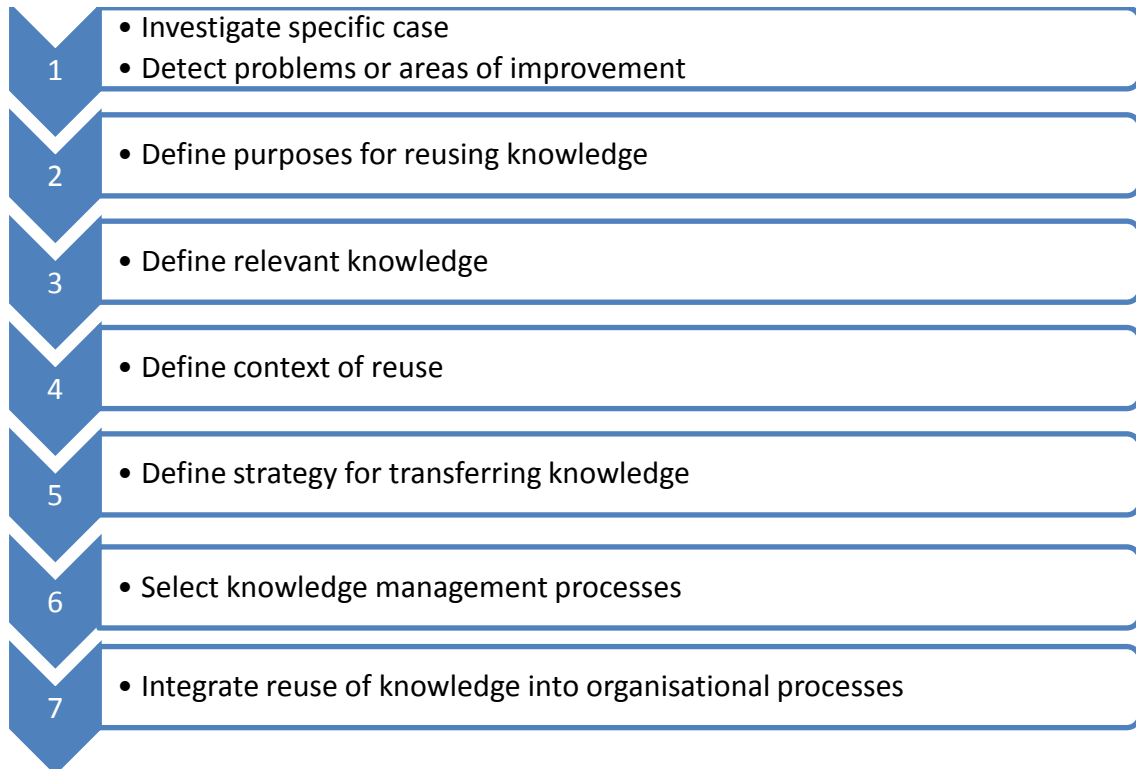 1
• Investigate specific case
• Detect problems or areas of improvement
2
• Define purposes for reusing knowledge
3
• Define relevant knowledge
4
• Define context of reuse
5
• Define strategy for transferring knowledge
6
• Select knowledge management processes
7
• Integrate reuse of knowledge into organisational processes